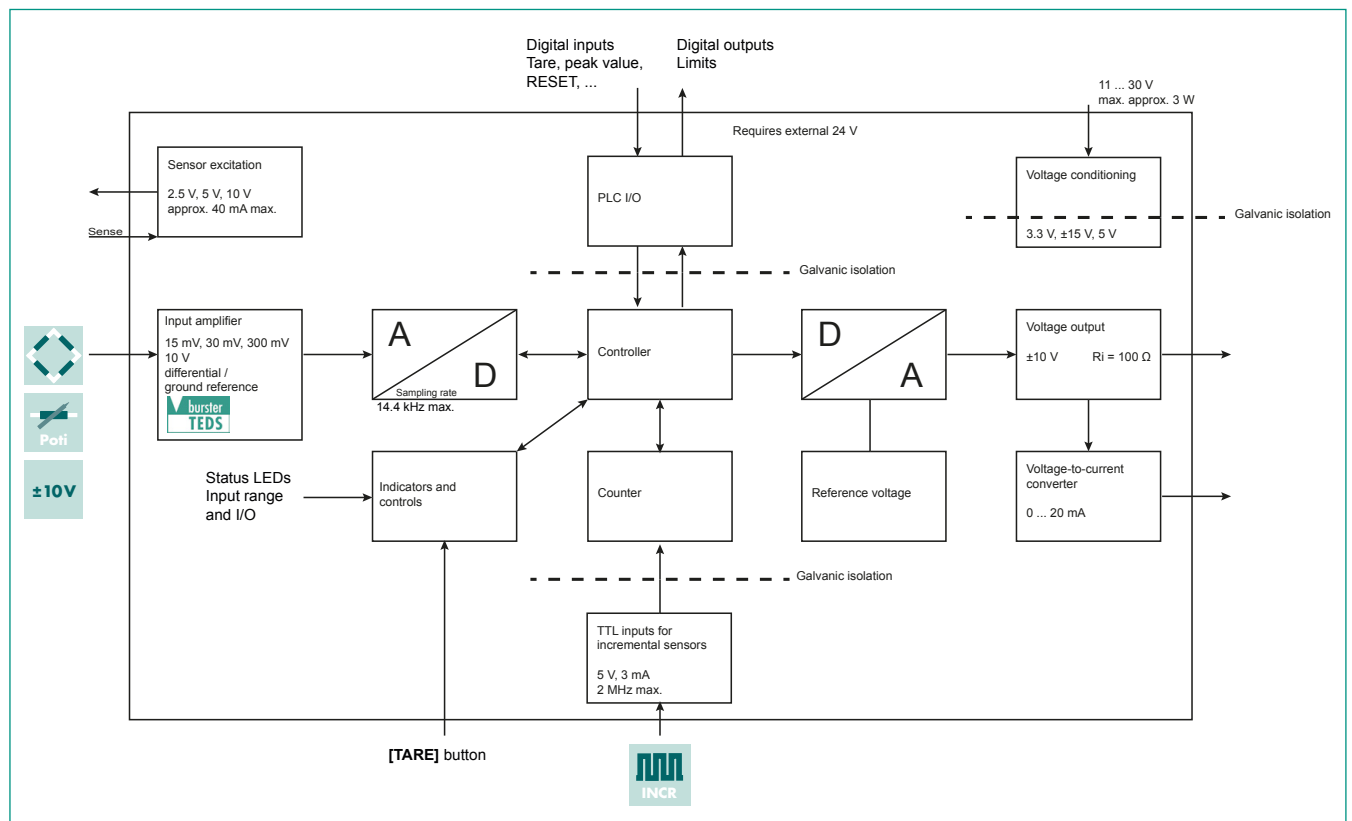 Digital inputs
Tare, peak value,
RESET, ...
Digital outputs
Limits
11 ... 30 V
max. approx. 3 W
Requires external 24 V
Sensor excitation
2.5 V, 5 V, 10 V
approx. 40 mA max.
Sense
PLC I/O
Voltage conditioning
3.3 V, ±15 V, 5 V
Galvanic isolation
Galvanic isolation
Input amplifier
15 mV, 30 mV, 300 mV
10 V
differential /
ground reference
burster
TEDS
A
D
Sampling rate
14.4 kHz max.
Controller
D
A
Voltage output
±10 V Ri = 100 Ω
Poti
±10V
Status LEDs
Input range
and I/O
Indicators and
controls
Counter
Reference voltage
Voltage-to-current
converter
0 ... 20 mA
Galvanic isolation
TTL inputs for
incremental sensors
5 V, 3 mA
2 MHz max.
[TARE] button
INCR